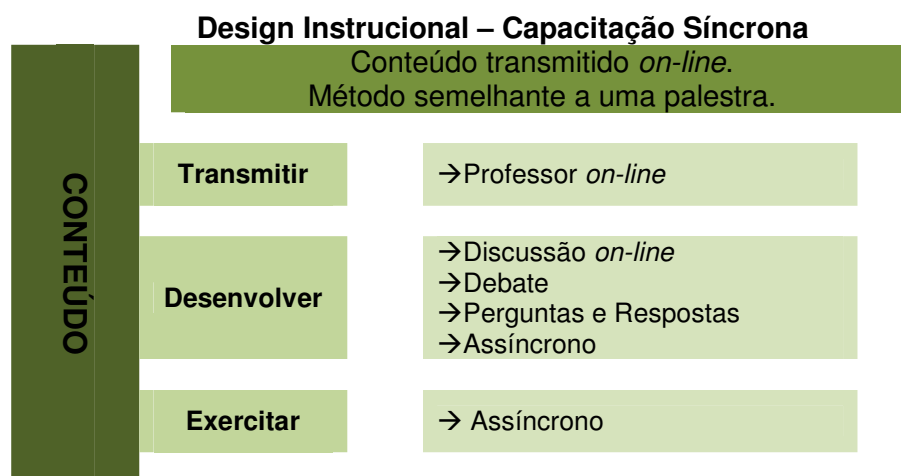 Design Instrucional – Capacitação Síncrona
Conteúdo transmitido on-line.
Método semelhante a uma palestra.
CONTEÚDO
Transmitir
→Professor on-line
Desenvolver
→Discussão on-line
→Debate
→Perguntas e Respostas
→Assíncrono
Exercitar
→ Assíncrono